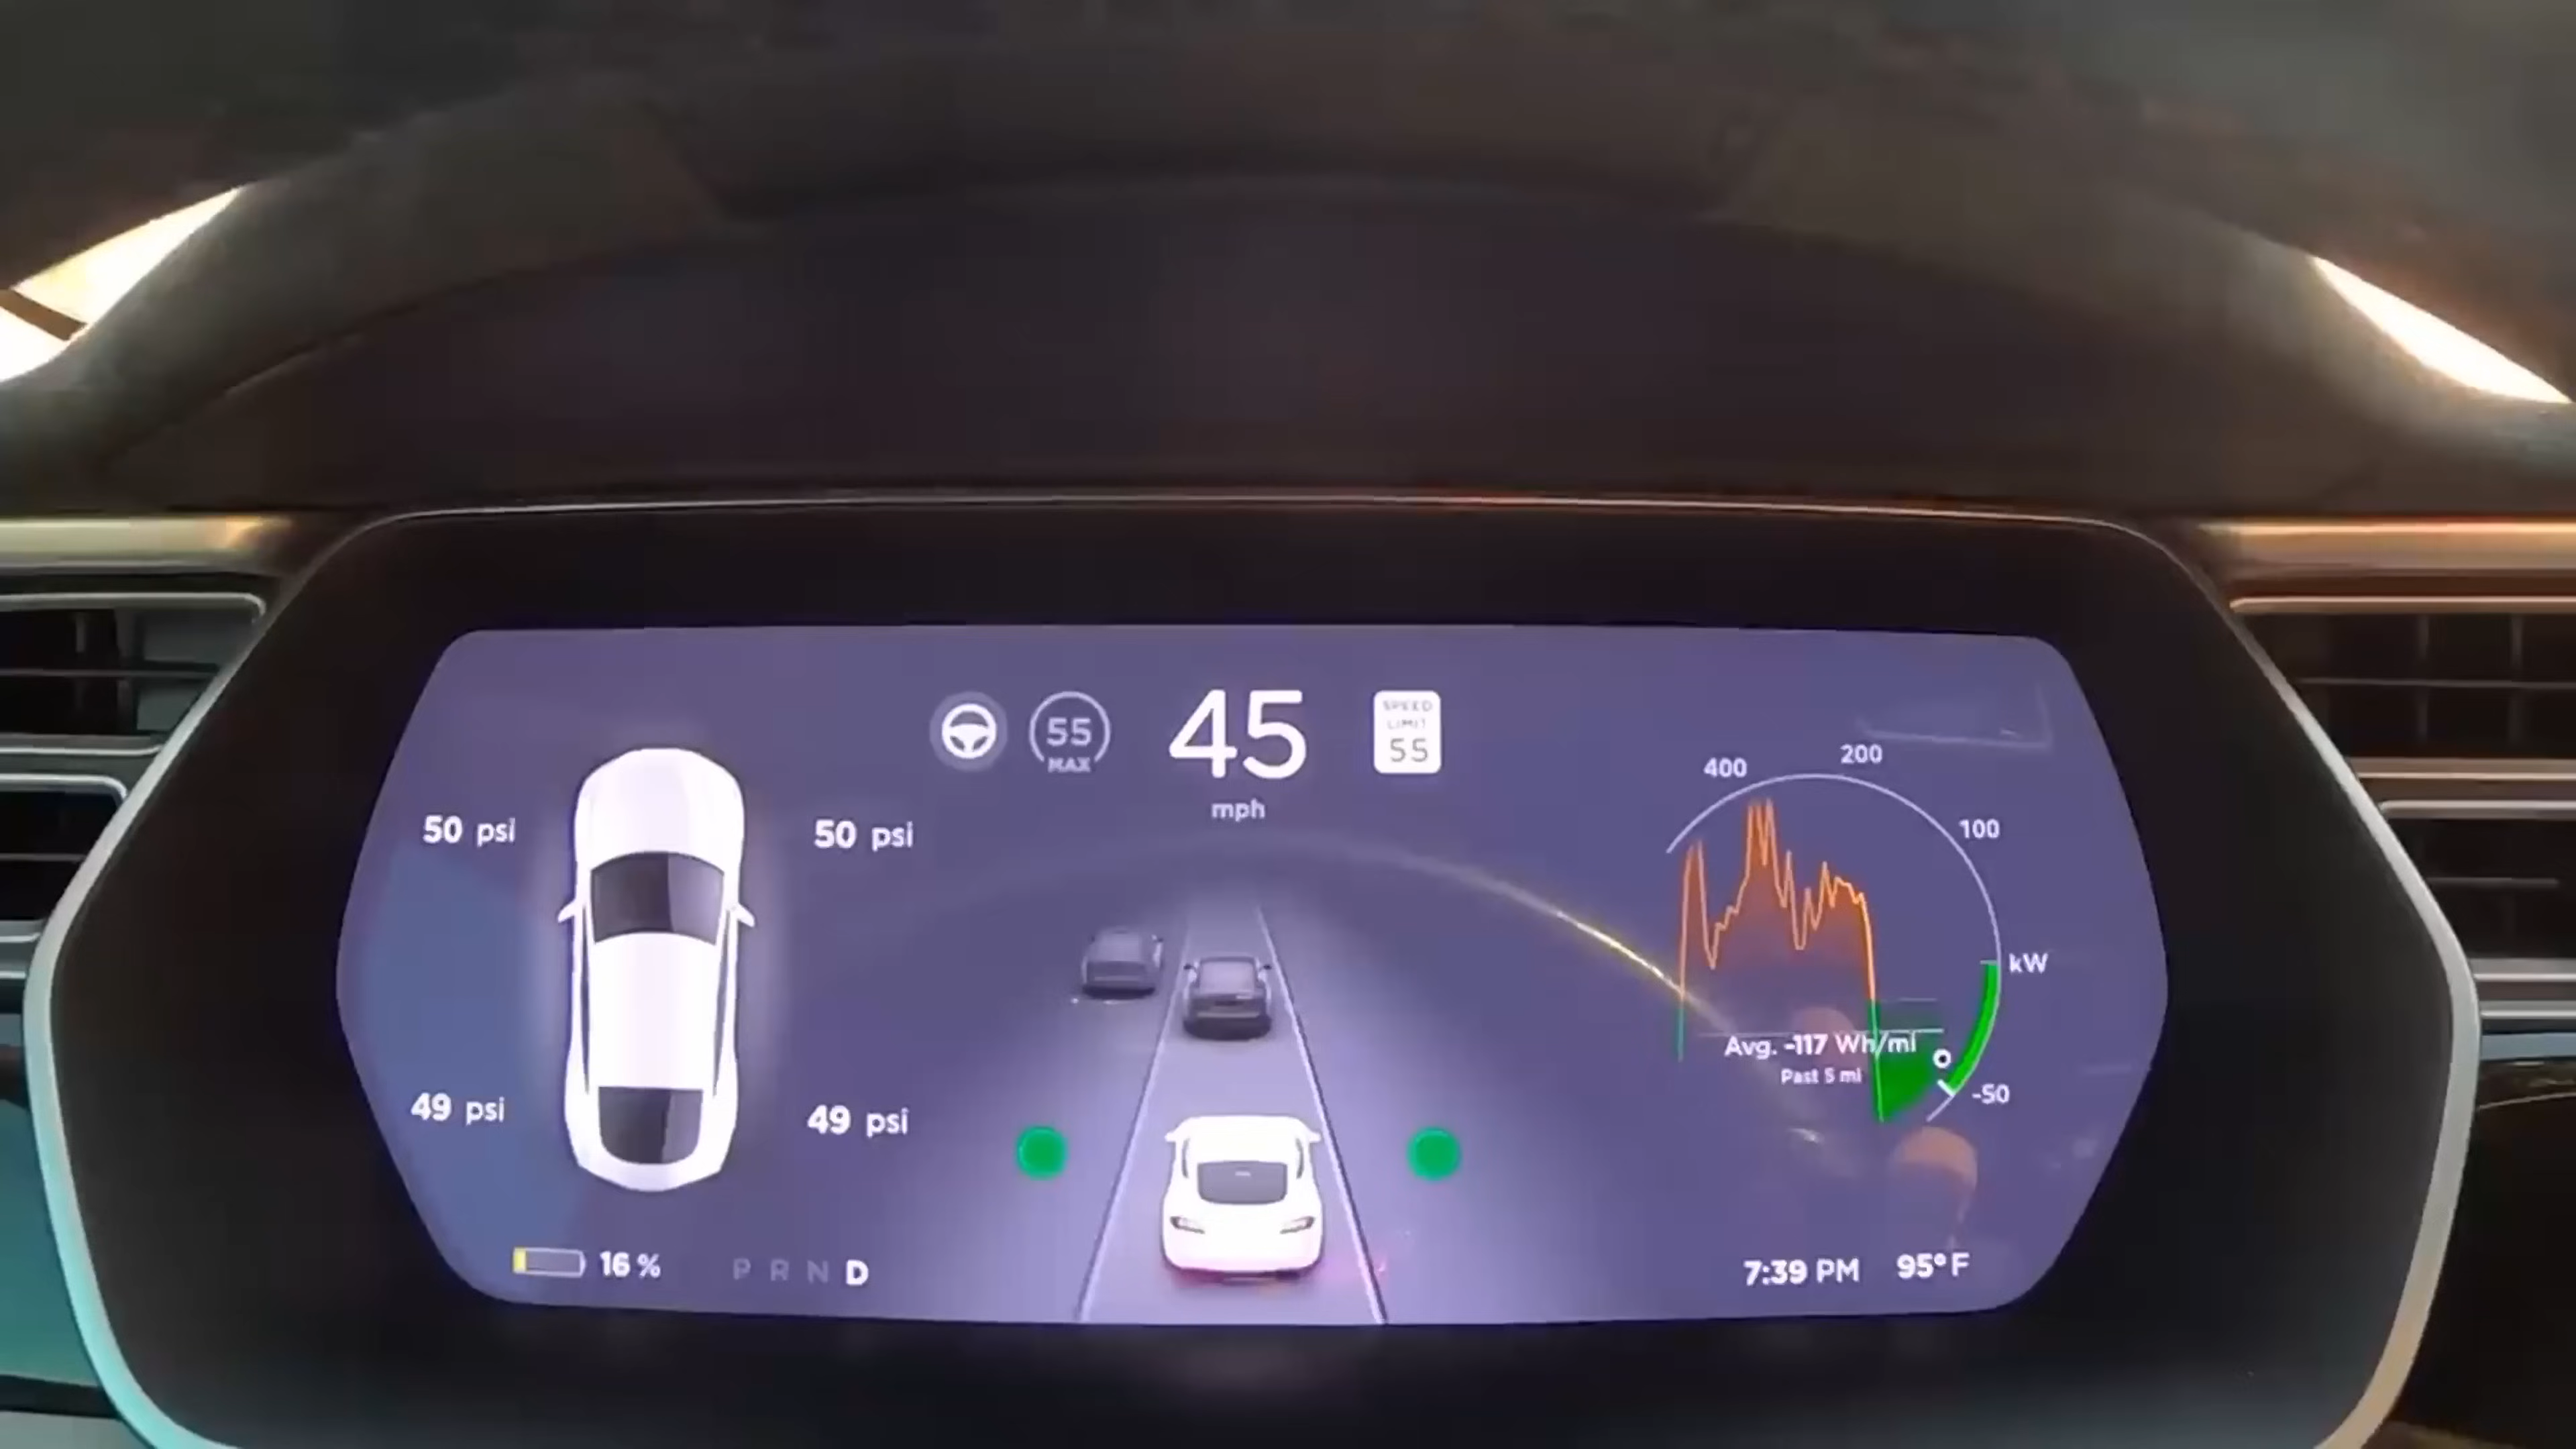 55
MAX
45
mph
SPEED
LIMIT
55
50 psi
50 psi
49 psi
49 psi
16 %
P R N D
400
200
100
kW
-50
Avg. -117 Wh/mi
Past 5 mi
7:39 PM
95°F